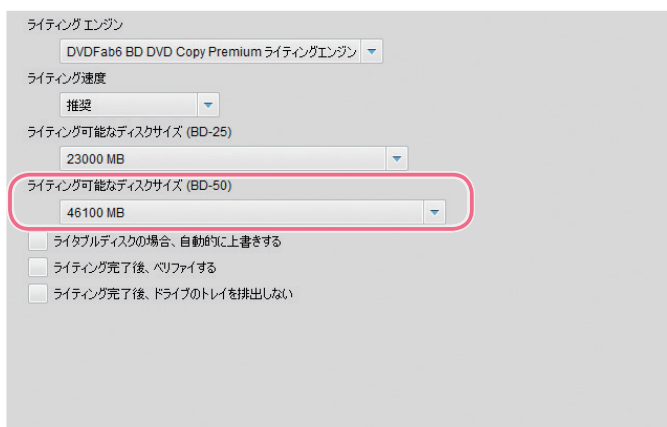 ライティング エンジン
DVDFab6 BD DVD Copy Premium ライティングエンジン
ライティング速度
推奨
ライティング可能なディスクサイズ (BD-25)
23000 MB
ライティング可能なディスクサイズ (BD-50)
46100 MB
ライタブルディスクの場合、自動的に上書きする
ライティング完了後、ベリファイする
ライティング完了後、ドライブのトレイを排出しない